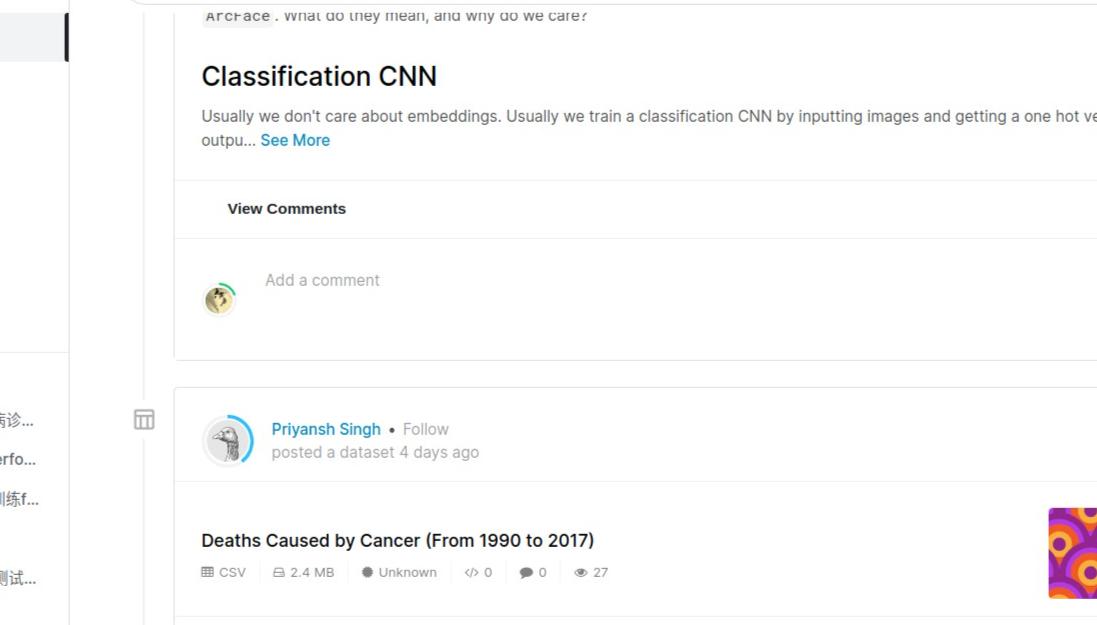 ArcFace. What do they mean, and why do we care?
Classification CNN
Usually we don't care about embeddings. Usually we train a classification CNN by inputting images and getting a one hot ve
outpu... See More
View Comments
Add a comment
病诊...
Priyansh Singh • Follow
posted a dataset 4 days ago
erfo...
训练f...
Deaths Caused by Cancer (From 1990 to 2017)
CSV 2.4 MB Unknown </> 0 0 27
测试...